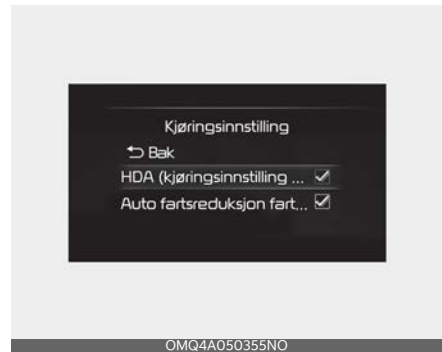 Kjøringsinnstilling
⮌ Bak
HDA (kjøringsinnstilling ...
Auto fartsreduksjon fart...
OMQ4A050355NO